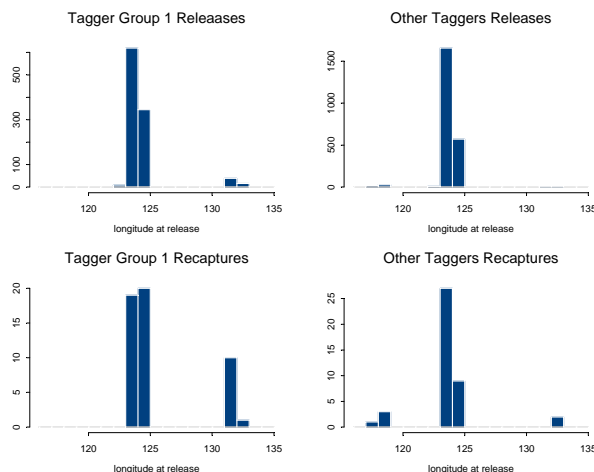 Tagger Group 1 Releaases
Other Taggers Releases
500
300
100
0
1500
1000
500
0
120 125 130 135
120 125 130 135
longitude at release
longitude at release
Tagger Group 1 Recaptures
Other Taggers Recaptures
20
15
10
5
0
25
20
15
10
5
0
120 125 130 135
120 125 130 135
longitude at release
longitude at release